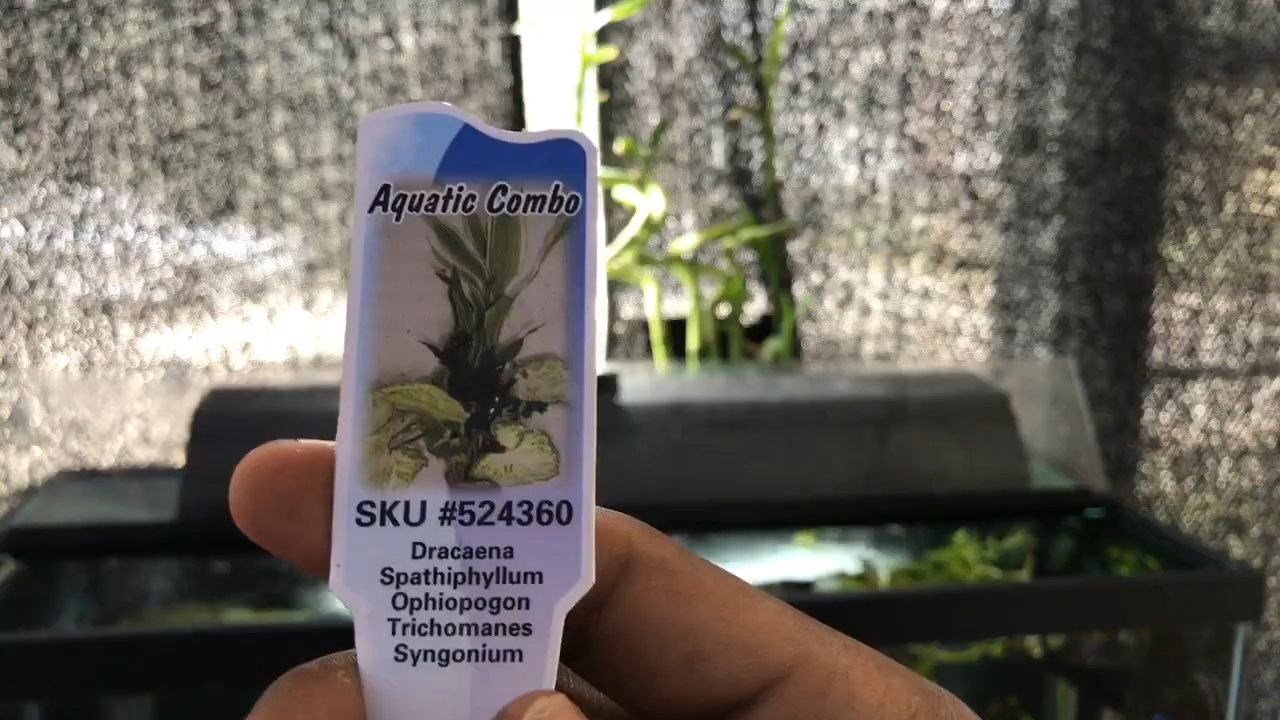 Aquatic Combo
SKU #524360
Dracaena
Spathiphyllum
Ophiopogon
Trichomanes
Syngonium